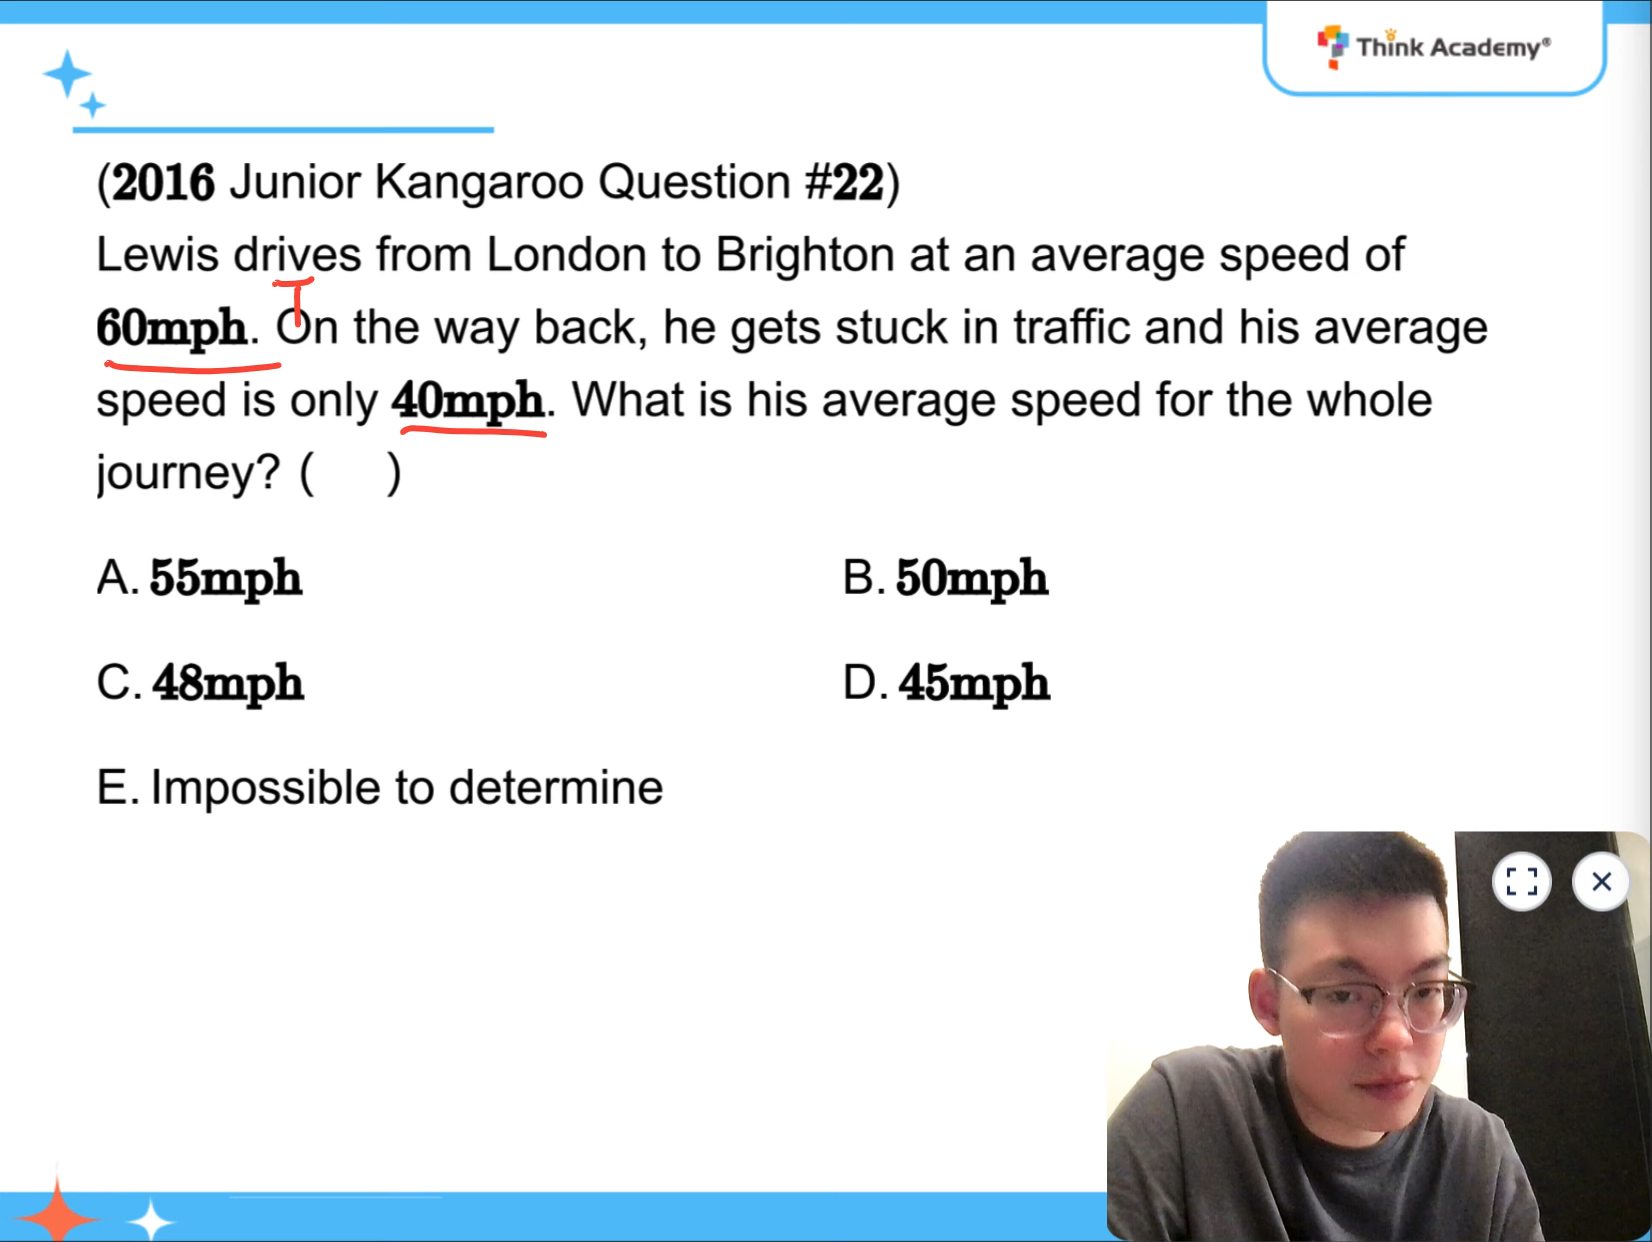 Think Academy®
(2016 Junior Kangaroo Question #22)
Lewis drives from London to Brighton at an average speed of
60mph. On the way back, he gets stuck in traffic and his average
speed is only 40mph. What is his average speed for the whole
journey? (    )
A. 55mph
B. 50mph
C. 48mph
D. 45mph
E. Impossible to determine